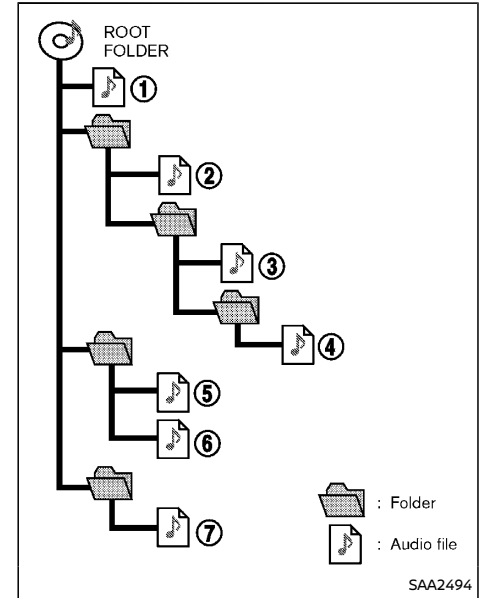 ROOT
FOLDER
①
②
③
④
⑤
⑥
⑦
: Folder
: Audio file
SAA2494